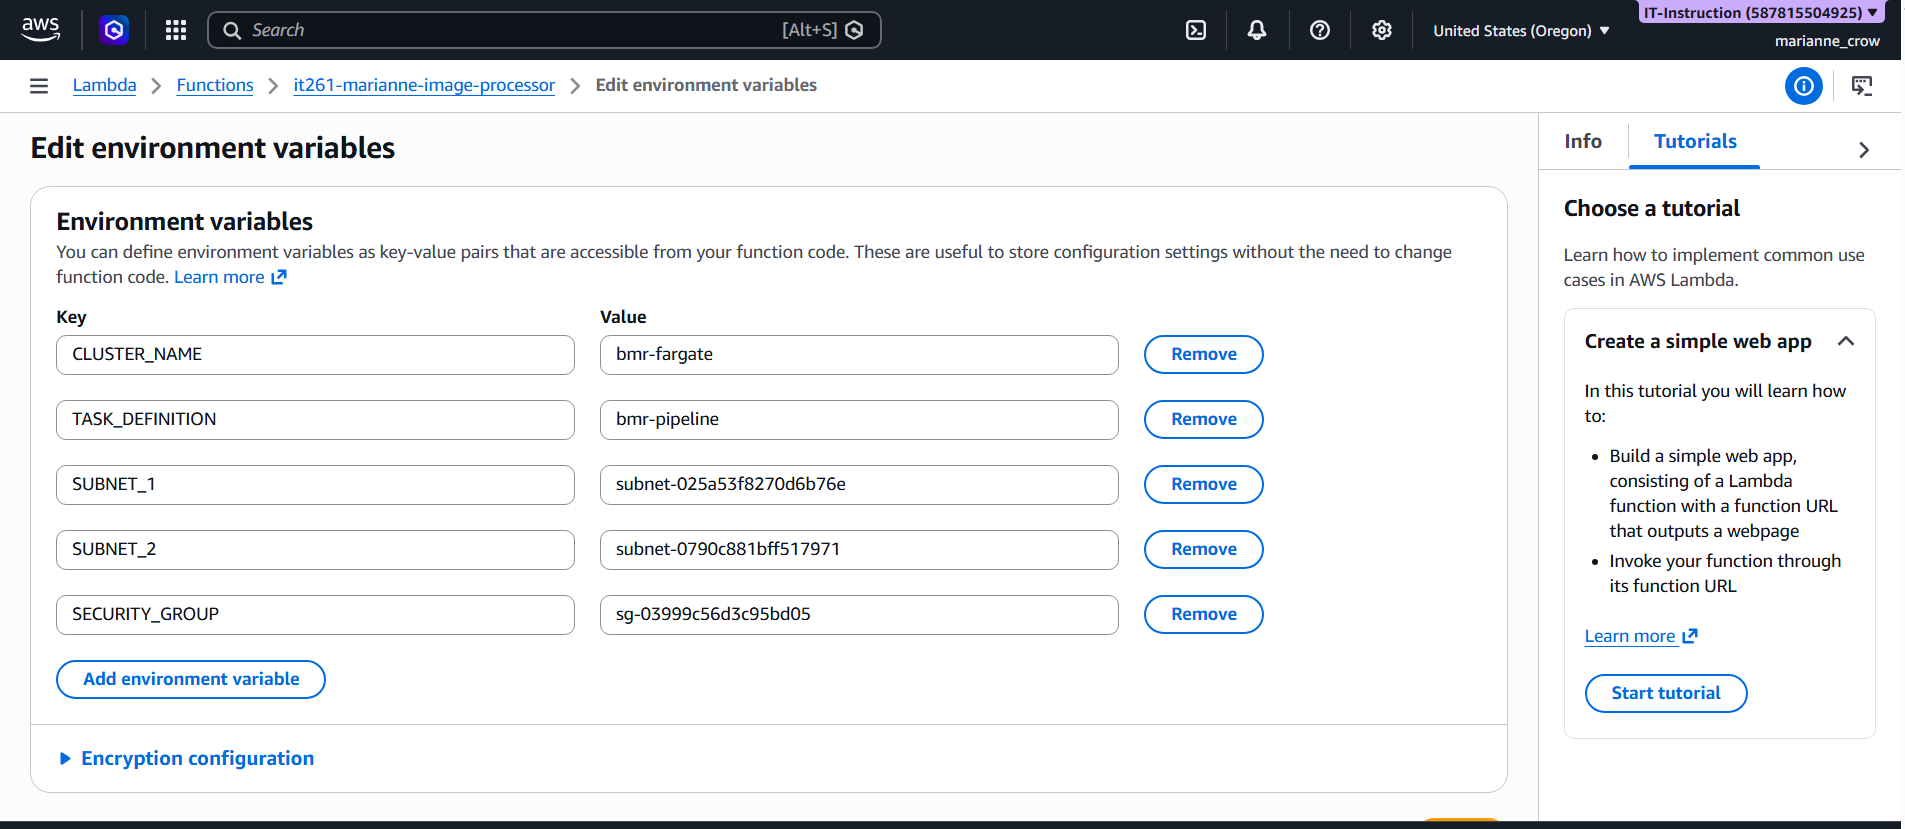 aws
Search [Alt+S]
United States (Oregon) ▼
IT-Instruction (587815504925) ▼
marianne_crow
Lambda > Functions > it261-marianne-image-processor > Edit environment variables
Edit environment variables
Environment variables
You can define environment variables as key-value pairs that are accessible from your function code. These are useful to store configuration settings without the need to change
function code. Learn more
Key Value
CLUSTER_NAME bmr-fargate Remove
TASK_DEFINITION bmr-pipeline Remove
SUBNET_1 subnet-025a53f8270d6b76e Remove
SUBNET_2 subnet-0790c881bff517971 Remove
SECURITY_GROUP sg-03999c56d3c95bd05 Remove
Add environment variable
Encryption configuration
Info Tutorials
Choose a tutorial
Learn how to implement common use
cases in AWS Lambda.
Create a simple web app
In this tutorial you will learn how
to:
• Build a simple web app,
consisting of a Lambda
function with a function URL
that outputs a webpage
• Invoke your function through
its function URL
Learn more
Start tutorial